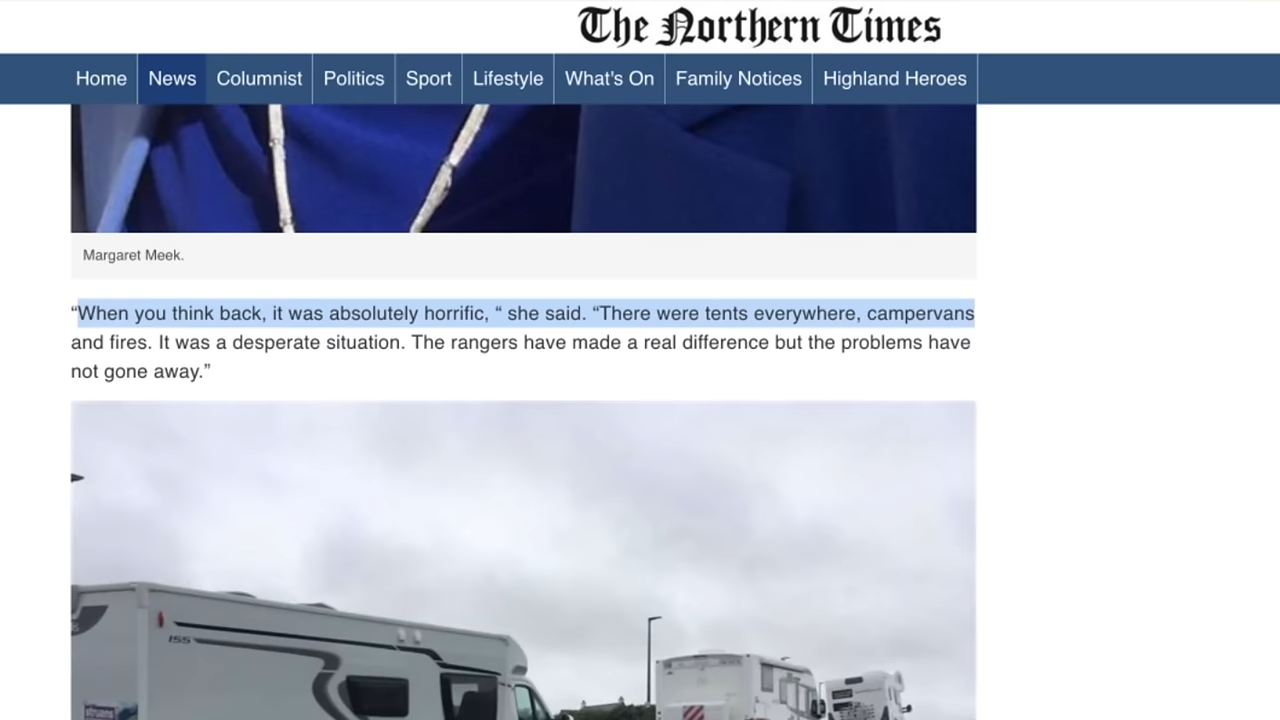 The Northern Times
Home News Columnist Politics Sport Lifestyle What's On Family Notices Highland Heroes
Margaret Meek.
“When you think back, it was absolutely horrific, “ she said. “There were tents everywhere, campervans
and fires. It was a desperate situation. The rangers have made a real difference but the problems have
not gone away.”
155